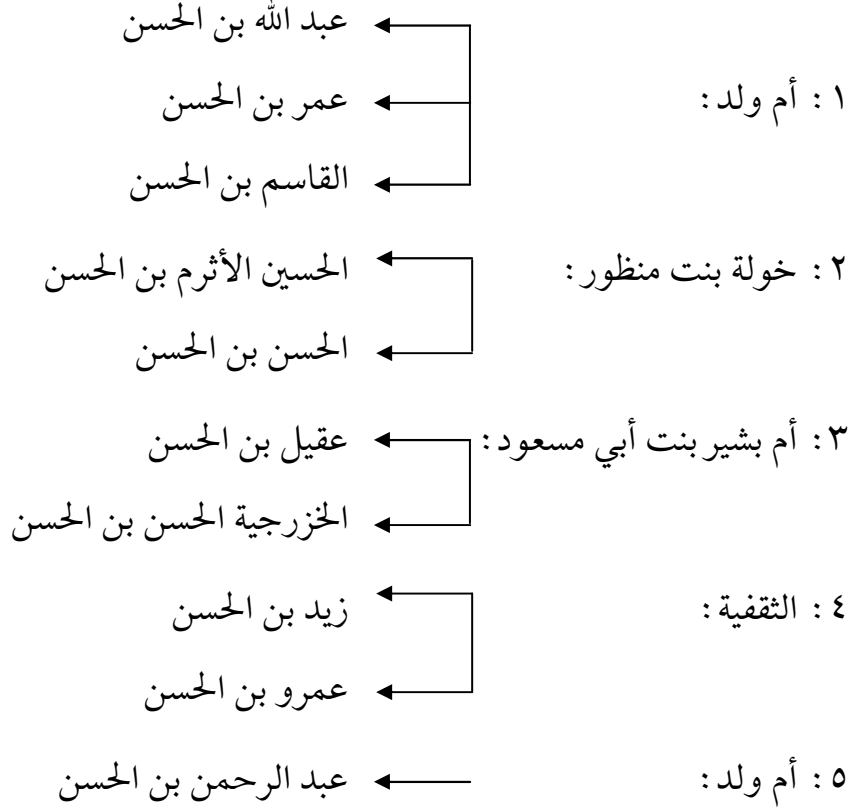 عبد الله بن الحسن
١ : أم ولد : عمر بن الحسن
القاسم بن الحسن
٢ : خولة بنت منظور : الحسين الأثرم بن الحسن
الحسن بن الحسن
٣ : أم بشير بنت أبي مسعود : عقيل بن الحسن
الخزرجية الحسن بن الحسن
٤ : الثقفية : زيد بن الحسن
عمرو بن الحسن
٥ : أم ولد : عبد الرحمن بن الحسن